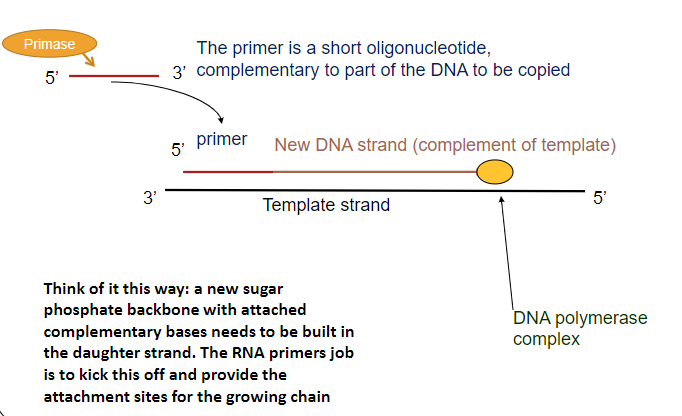 Primase
The primer is a short oligonucleotide,
5’ 3’ complementary to part of the DNA to be copied
5’ primer New DNA strand (complement of template)
3’ 5’
Template strand
Think of it this way: a new sugar
phosphate backbone with attached
complementary bases needs to be built in
the daughter strand. The RNA primers job
is to kick this off and provide the
attachment sites for the growing chain
DNA polymerase
complex